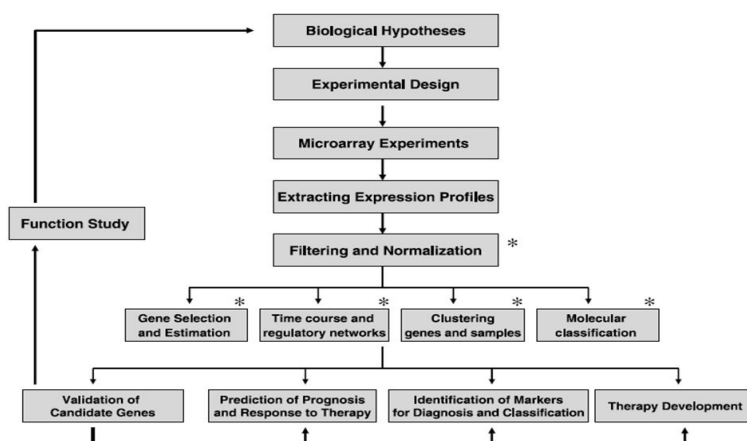 Biological Hypotheses
Experimental Design
Microarray Experiments
Extracting Expression Profiles
Function Study
Filtering and Normalization *
* * * *
Gene Selection
and Estimation
Time course and
regulatory networks
Clustering
genes and samples
Molecular
classification
Validation of
Candidate Genes
Prediction of Prognosis
and Response to Therapy
Identification of Markers
for Diagnosis and Classification
Therapy Development